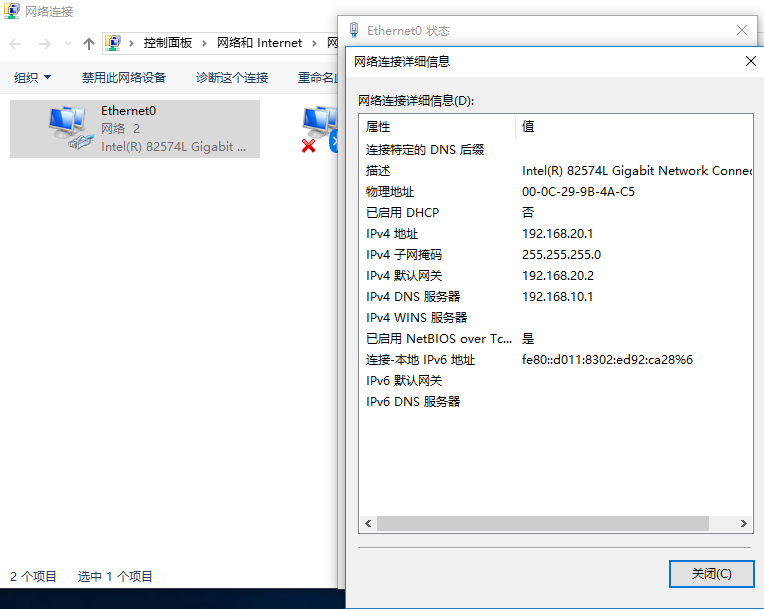 网络连接
控制面板 › 网络和 Internet › 网
组织 禁用此网络设备 诊断这个连接 重命名
Ethernet0
网络 2
Intel(R) 82574L Gigabit ...
2 个项目 选中 1 个项目
Ethernet0 状态
网络连接详细信息
网络连接详细信息(D):
属性 值
连接特定的 DNS 后缀
描述 Intel(R) 82574L Gigabit Network Connec
物理地址 00-0C-29-9B-4A-C5
已启用 DHCP 否
IPv4 地址 192.168.20.1
IPv4 子网掩码 255.255.255.0
IPv4 默认网关 192.168.20.2
IPv4 DNS 服务器 192.168.10.1
IPv4 WINS 服务器
已启用 NetBIOS over Tc... 是
连接-本地 IPv6 地址 fe80::d011:8302:ed92:ca28%6
IPv6 默认网关
IPv6 DNS 服务器
关闭(C)